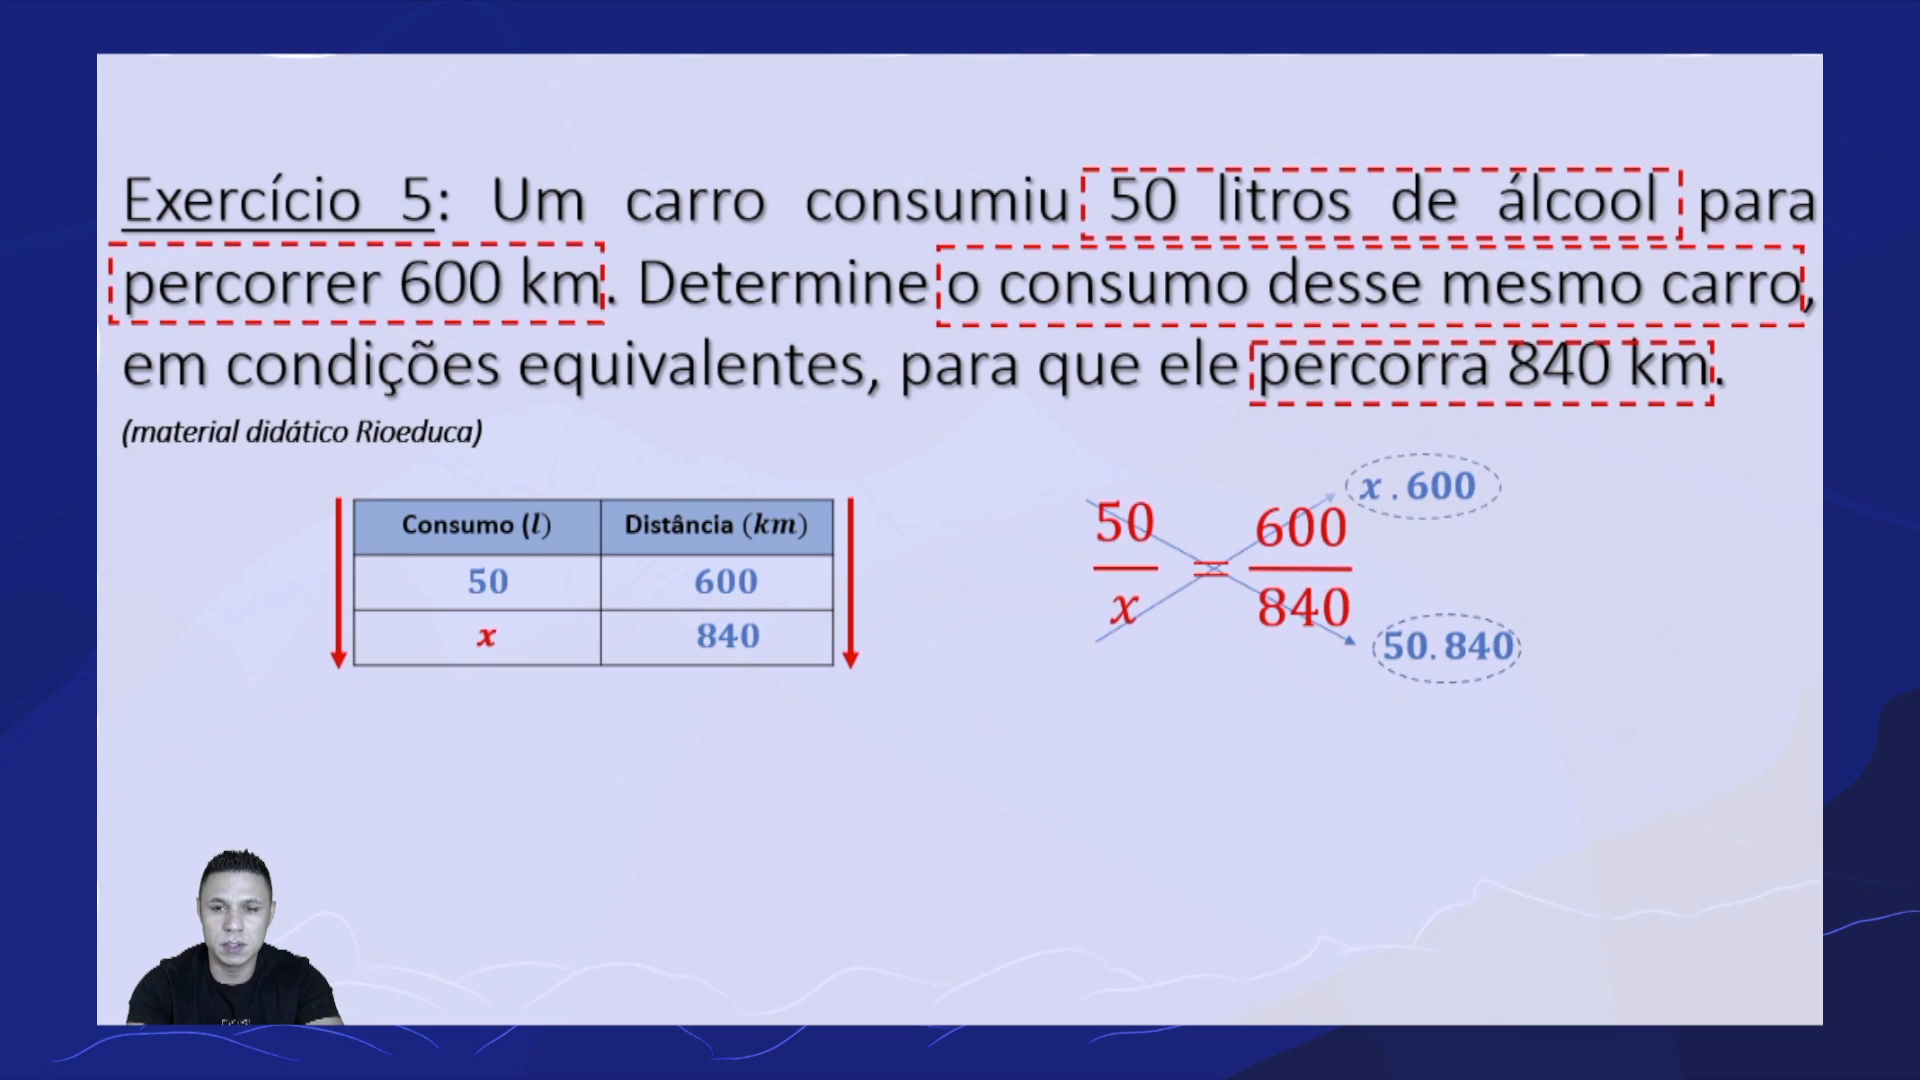 Exercício 5: Um carro consumiu 50 litros de álcool para
percorrer 600 km. Determine o consumo desse mesmo carro,
em condições equivalentes, para que ele percorra 840 km.
(material didático Rioeduca)
Consumo (l) Distância (km)
50 600
x 840
50/x = 600/840
x . 600
50. 840